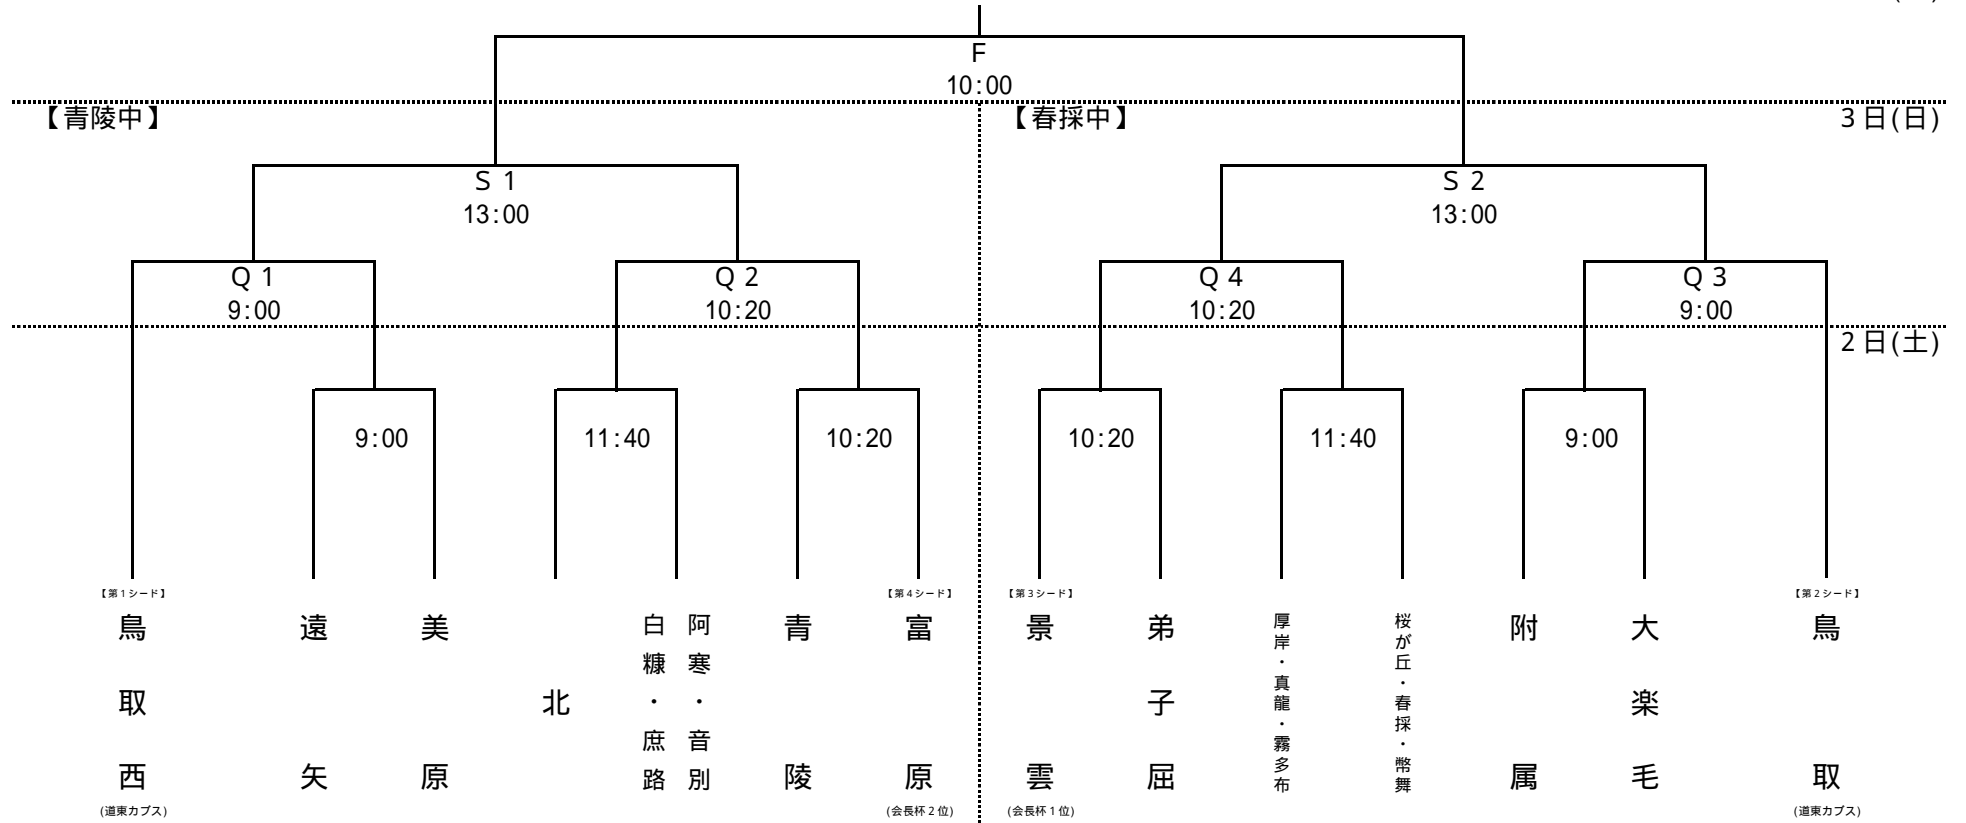 F
10:00
【青陵中】
【春採中】
3日(日)
S 1
13:00
S 2
13:00
Q 1
9:00
Q 2
10:20
Q 4
10:20
Q 3
9:00
2日(土)
9:00
11:40
10:20
10:20
11:40
9:00
【第1シード】
鳥取西
(道東カブス)
遠矢
美原
北
阿寒・音別
白糠・庶路
青陵
【第4シード】
富原
(会長杯2位)
【第3シード】
景雲
(会長杯1位)
弟子屈
厚岸・真龍・霧多布
桜が丘・春採・幣舞
附属
大楽毛
【第2シード】
鳥取
(道東カブス)